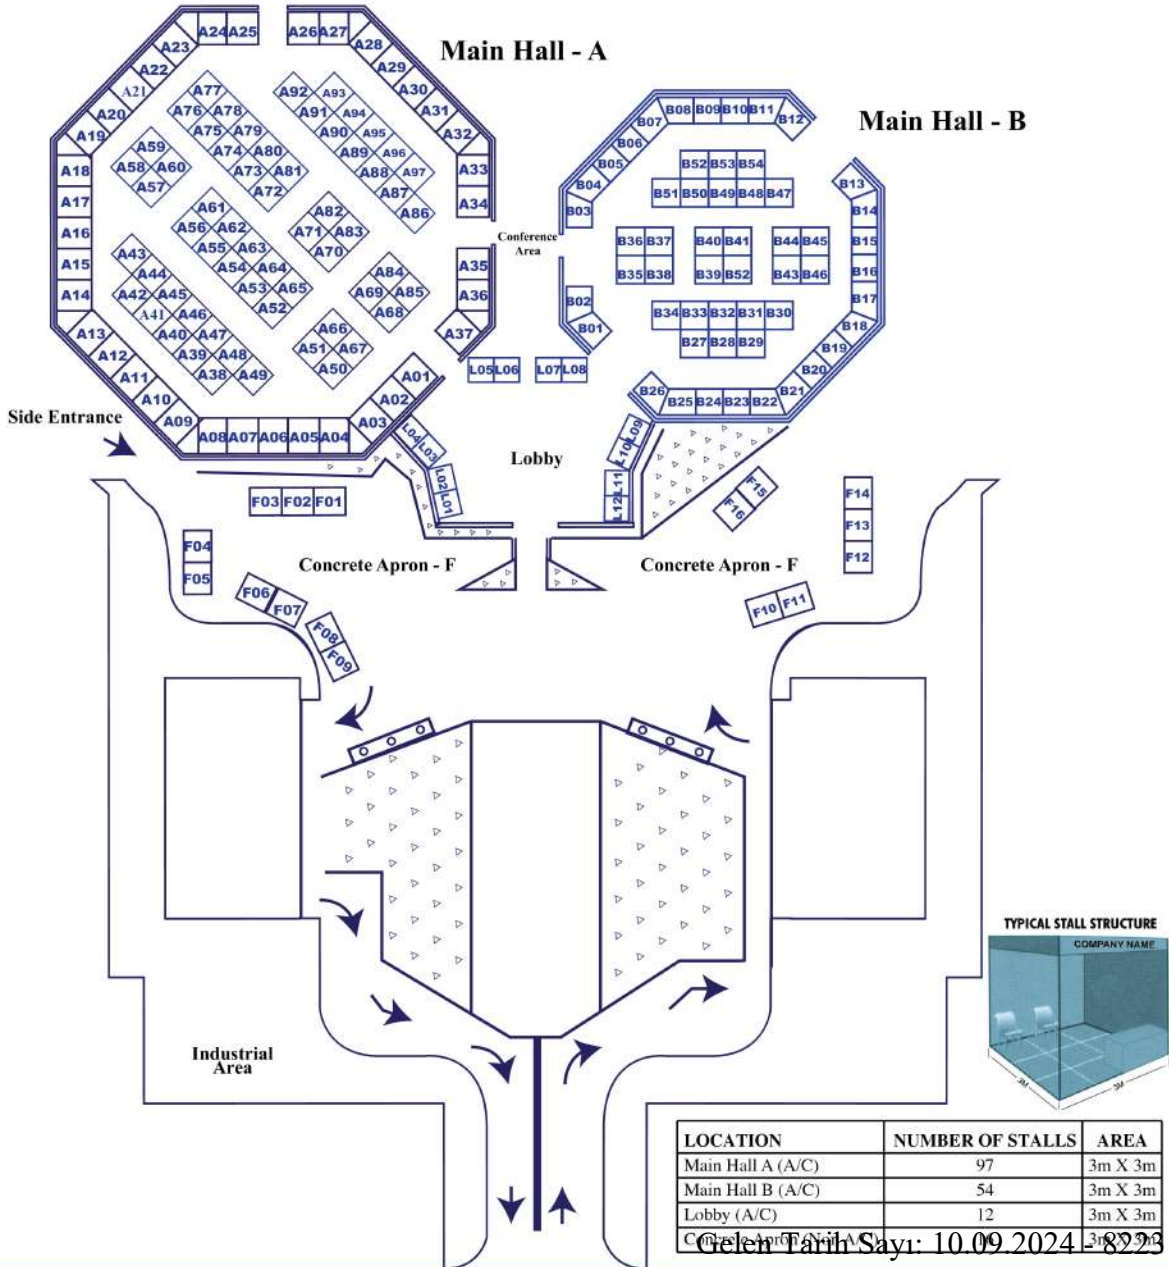 A24 A25 A26 A27
A23 A28
Main Hall - A
A22 A29
A21 A30
A20 A31
A19 A32
A77 A92 A93
A76 A78 A91 A94
A75 A79 A90 A95
A74 A80 A89 A96
A73 A81 A88 A97
A72 A87
A86
A59
A58 A60
A57
A18 A33
A17 A34
A16
A15 A35
A14 A36
A13 A37
A61 A82
A56 A62 A71 A83
A55 A63 A70
A54 A64 A84
A53 A65 A69 A85
A52 A68
A43
A44
A42 A45
A41 A46
A40 A47
A39 A48
A38 A49
A66
A51 A67
A50
A12 A01
A11 A02
A10 A03
A09
A08 A07 A06 A05 A04
Main Hall - B
B08 B09 B10 B11
B07 B12
B06
B05
B04 B13
B03 B14
B52 B53 B54
B51 B50 B49 B48 B47
Conference
Area
B36 B37 B40 B41 B44 B45 B15
B35 B38 B39 B52 B43 B46 B16
B02 B17
B01 B18
B34 B33 B32 B31 B30
B27 B28 B29
B19
B20
B26 B21
B25 B24 B23 B22
L05 L06 L07 L08
Side Entrance
L04 L09
L03 L10
Lobby
L02 L11
L01 L12
F03 F02 F01
F15
F16
F14
F13
F12
F04
F05
Concrete Apron - F
Concrete Apron - F
F06
F07
F08
F09
F10 F11
TYPICAL STALL STRUCTURE
COMPANY NAME
3M 3M
Industrial
Area
LOCATION NUMBER OF STALLS AREA
Main Hall A (A/C) 97 3m X 3m
Main Hall B (A/C) 54 3m X 3m
Lobby (A/C) 12 3m X 3m
Concrete Apron (Non A/C) 16 3m X 3m
Gelen Tarih Sayı: 10.09.2024 - 8223